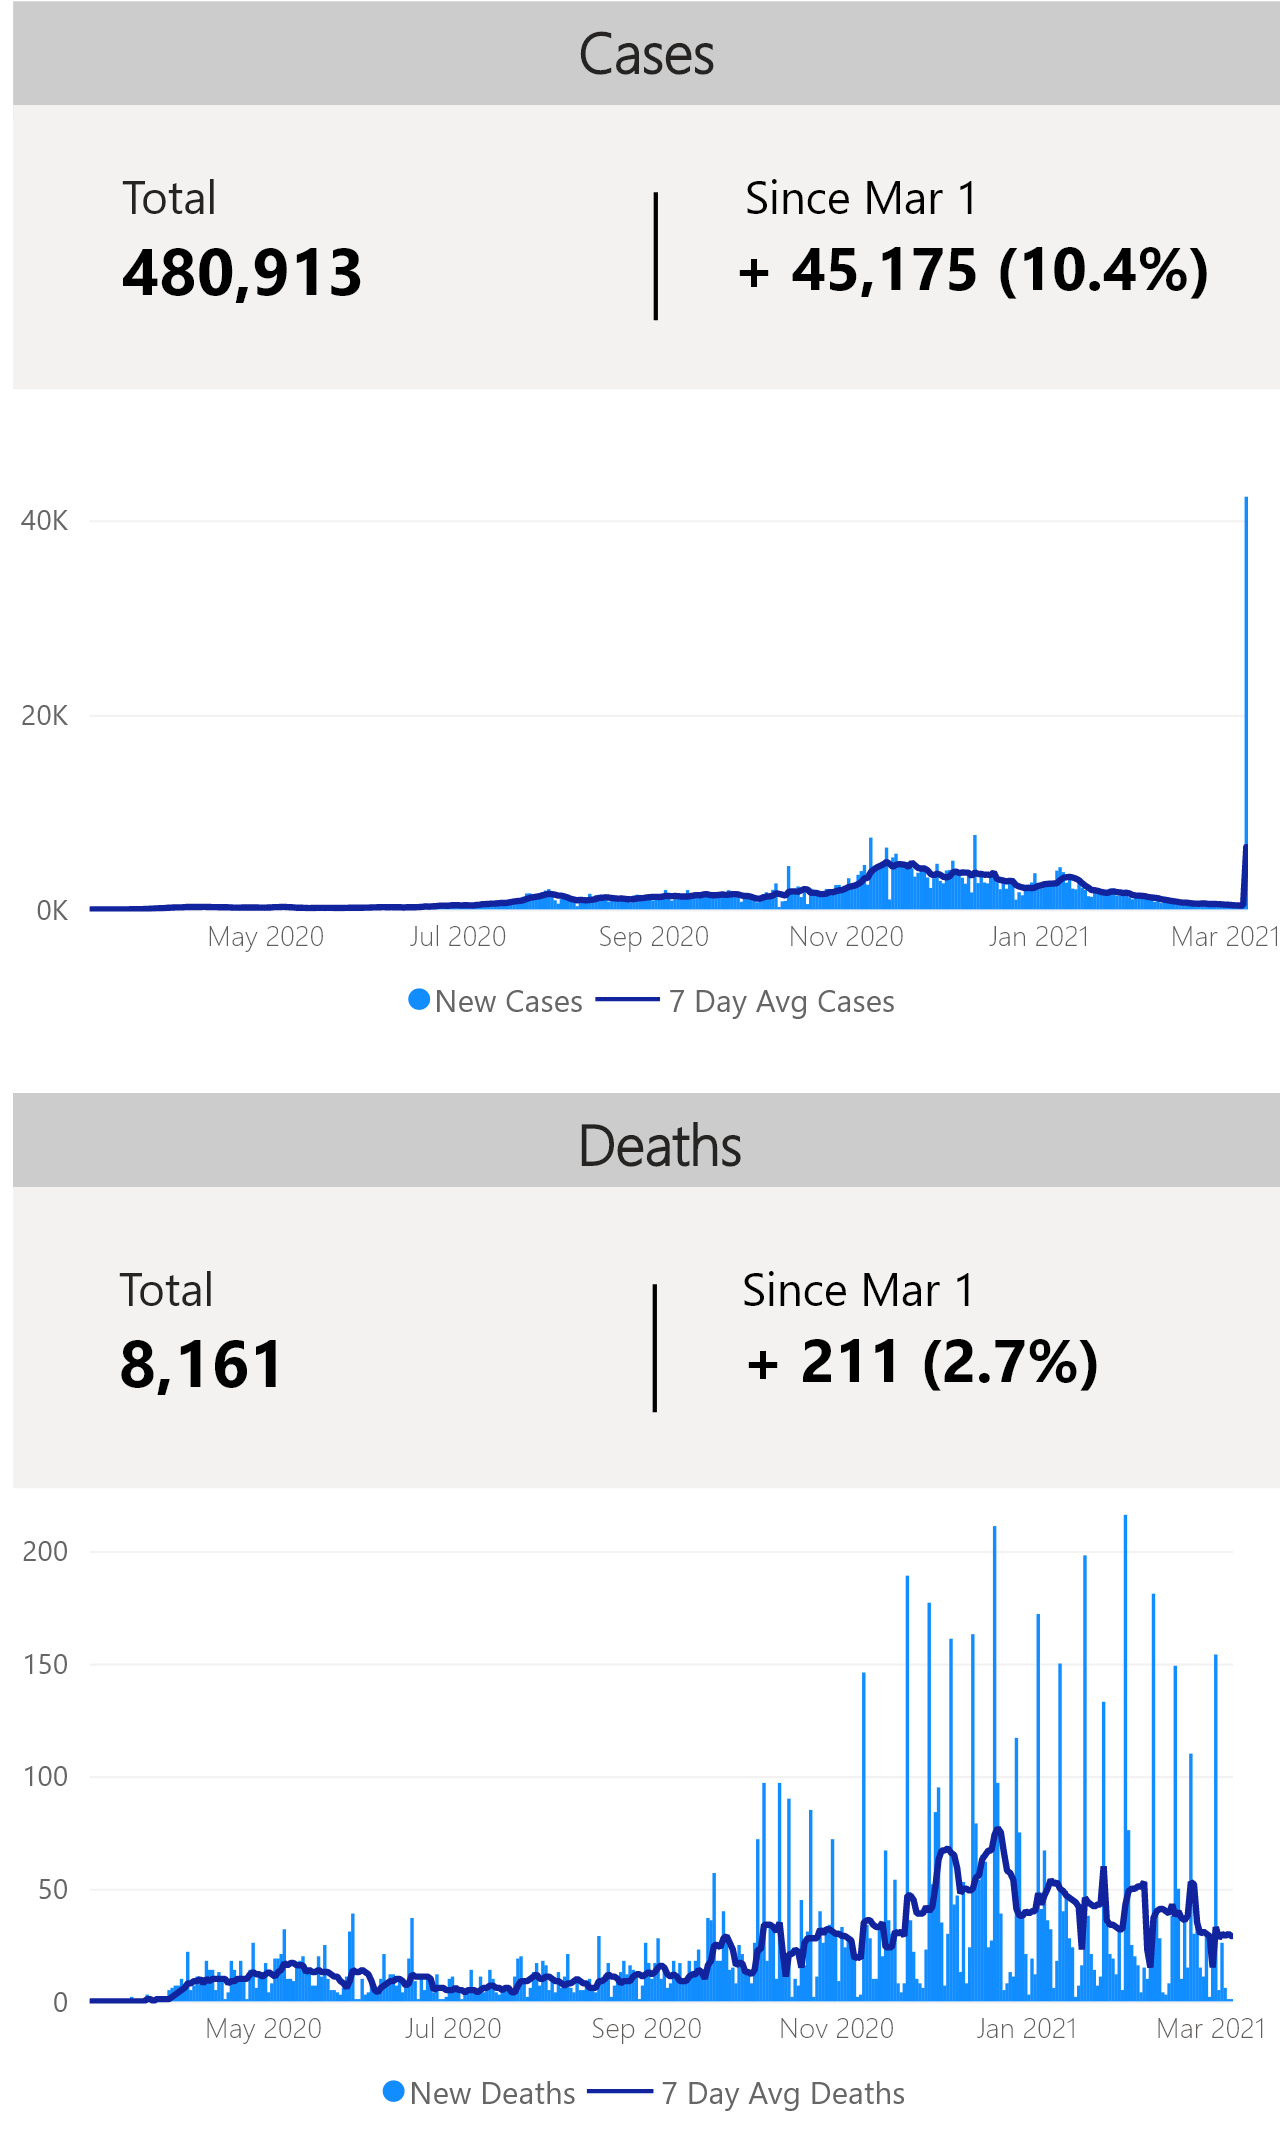 Cases
Total
Since Mar 1
480,913
+ 45,175 (10.4%)
40K
20K
0K
May 2020
Jul 2020
Sep 2020
Nov 2020
Jan 2021
Mar 2021
New Cases
7 Day Avg Cases
Deaths
Total
Since Mar 1
8,161
+ 211 (2.7%)
200
150
100
50
0
May 2020
Jul 2020
Sep 2020
Nov 2020
Jan 2021
Mar 2021
New Deaths
7 Day Avg Deaths